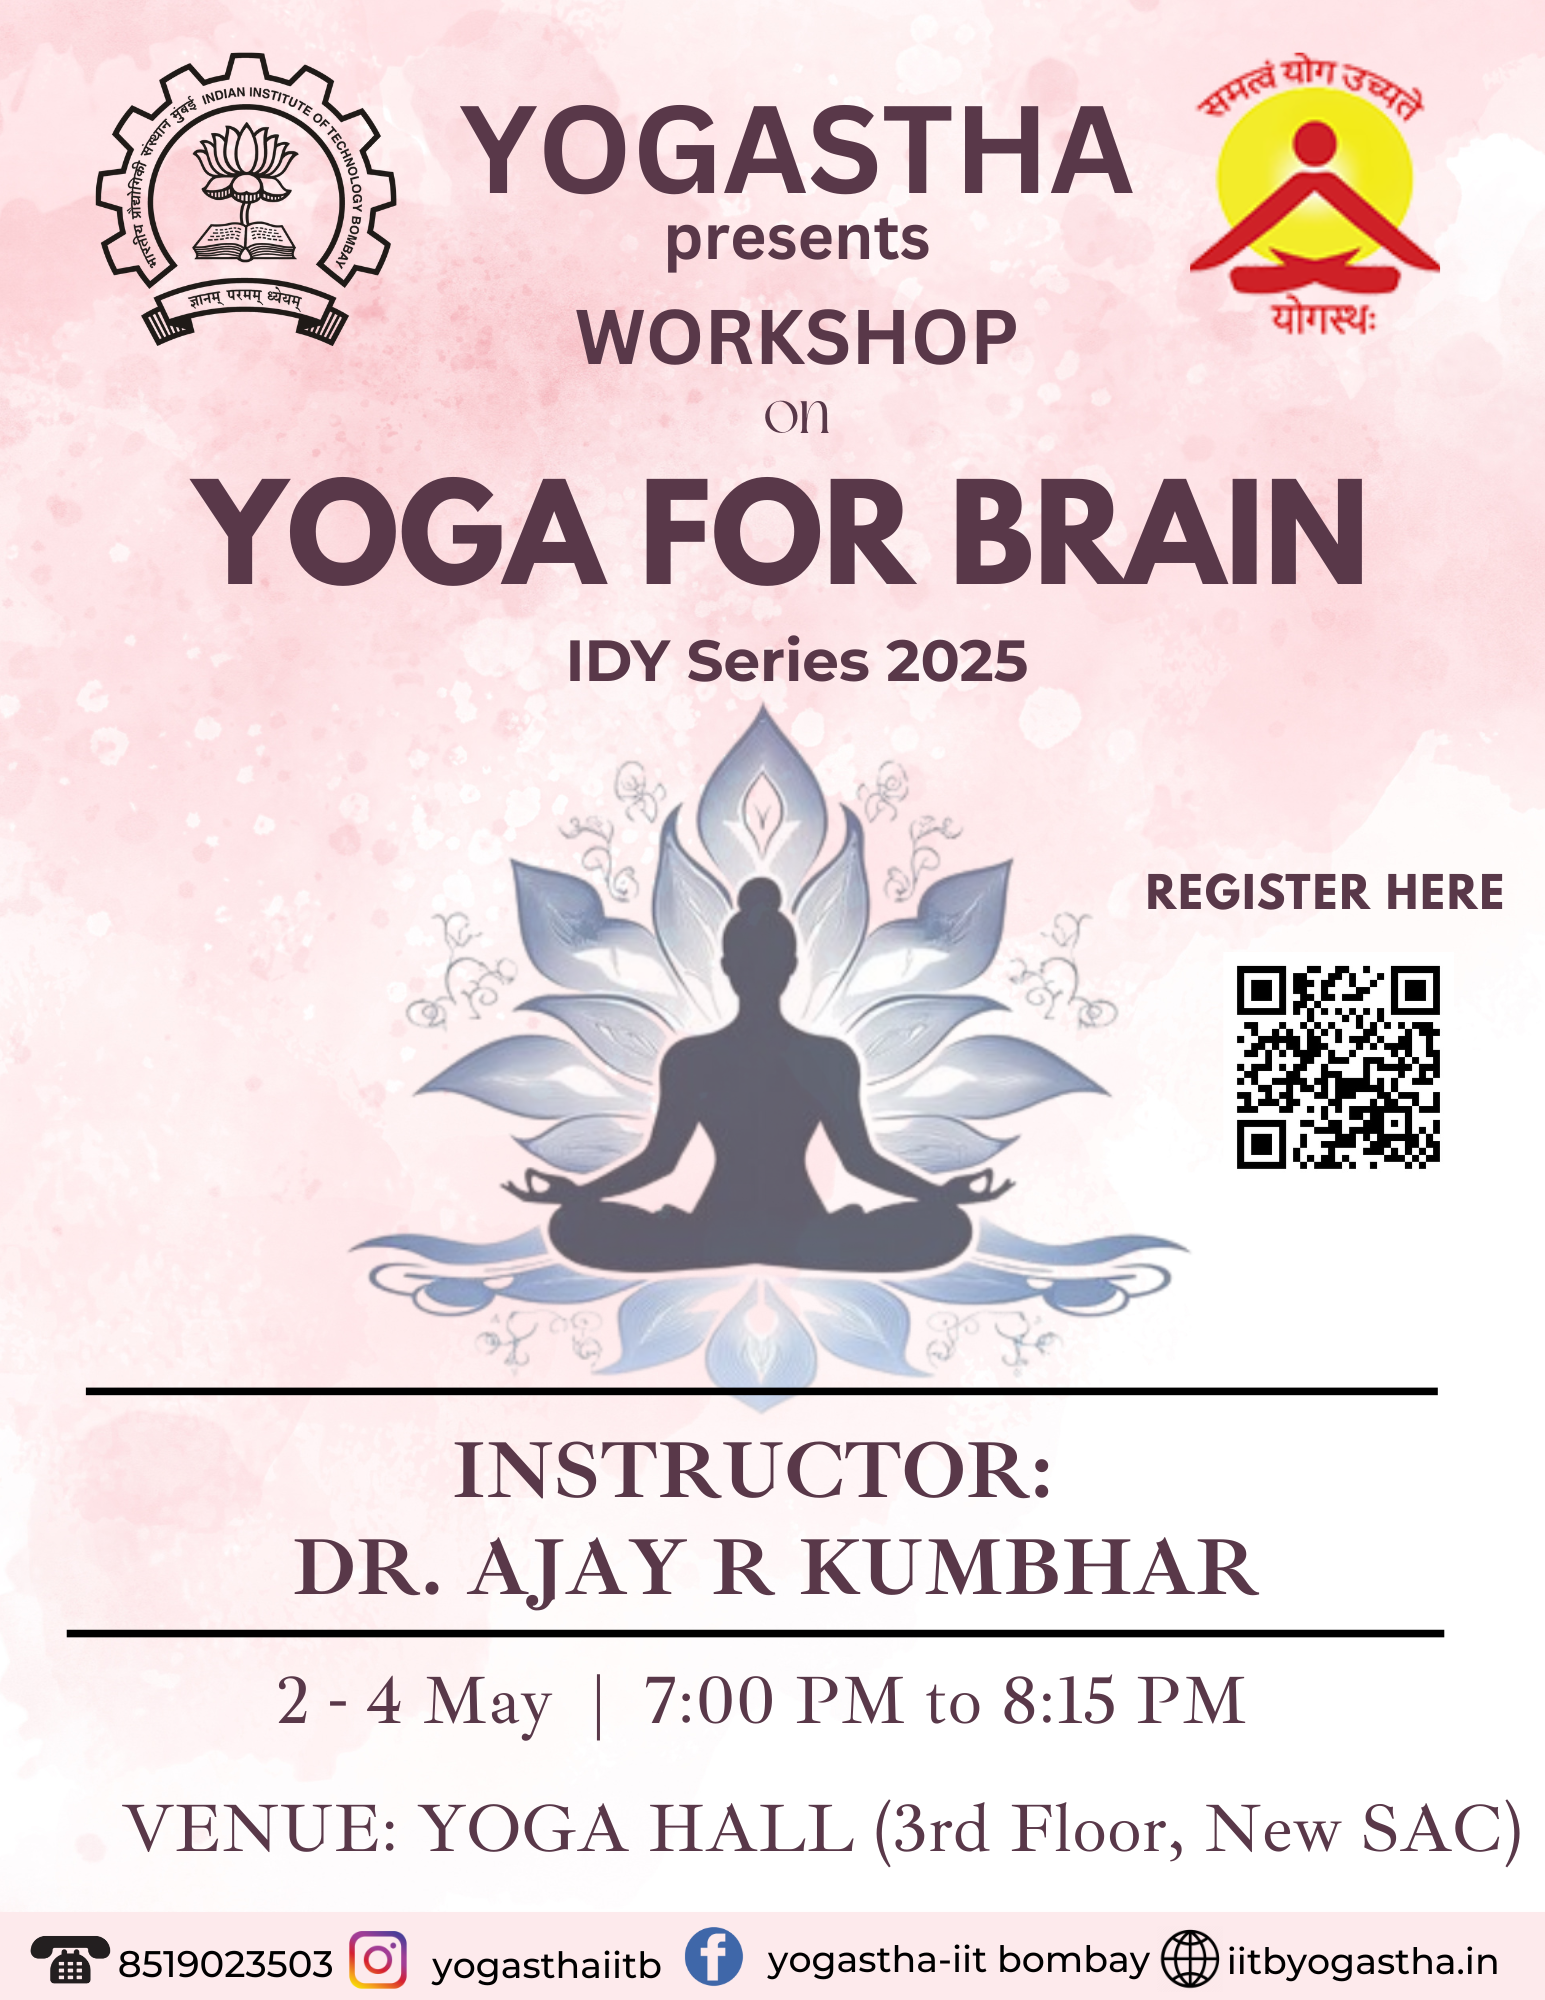 भारतीय प्रौद्योगिकी संस्थान मुंबई INDIAN INSTITUTE OF TECHNOLOGY BOMBAY
ज्ञानम् परमम् ध्येयम्
YOGASTHA
presents
WORKSHOP
on
YOGA FOR BRAIN
IDY Series 2025
समत्वं योग उच्यते
योगस्थः
REGISTER HERE
INSTRUCTOR:
DR. AJAY R KUMBHAR
2 - 4 May | 7:00 PM to 8:15 PM
VENUE: YOGA HALL (3rd Floor, New SAC)
8519023503 yogasthaiitb yogastha-iit bombay iitbyogastha.in